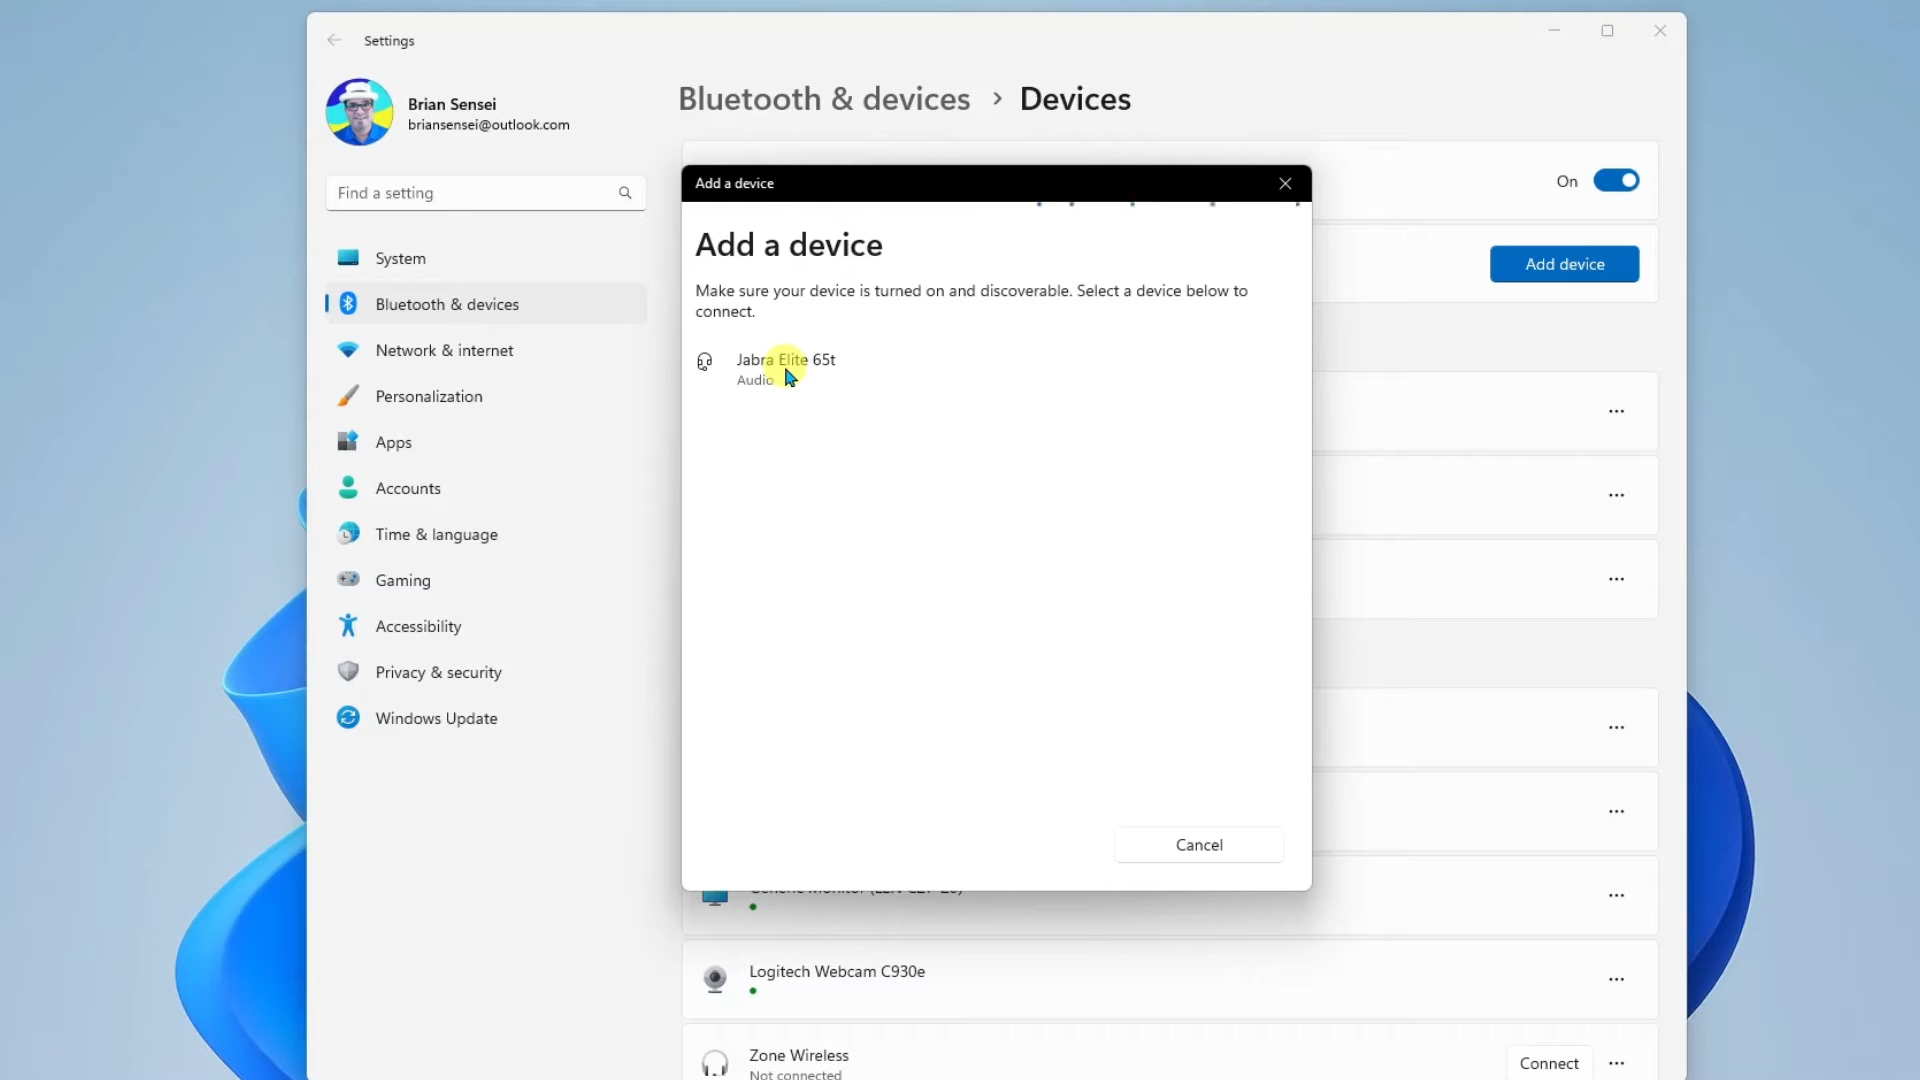 Settings
Brian Sensei
briansensei@outlook.com
Find a setting
System
Bluetooth & devices
Network & internet
Personalization
Apps
Accounts
Time & language
Gaming
Accessibility
Privacy & security
Windows Update
Bluetooth & devices > Devices
On
Add device
Add a device
Add a device
Make sure your device is turned on and discoverable. Select a device below to
connect.
Jabra Elite 65t
Audio
Cancel
Logitech Webcam C930e
Zone Wireless
Not connected
Connect